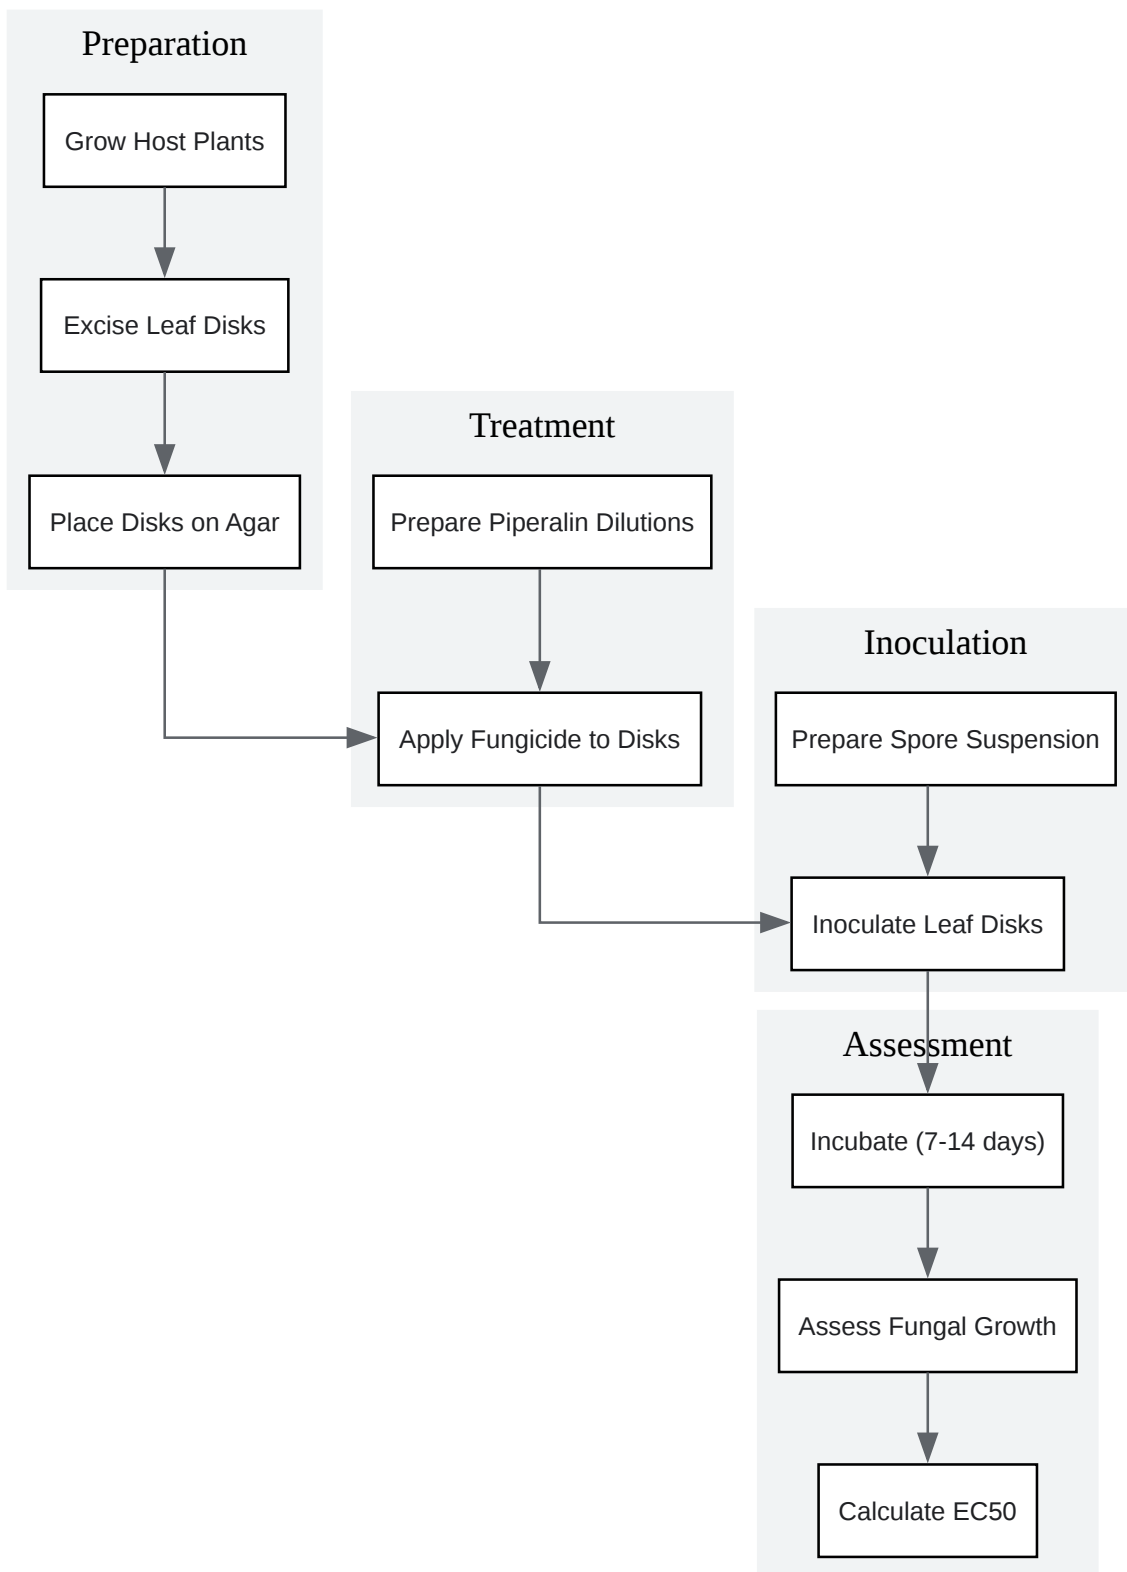 Preparation
Grow Host Plants
Excise Leaf Disks
Place Disks on Agar
Treatment
Prepare Piperalin Dilutions
Apply Fungicide to Disks
Inoculation
Prepare Spore Suspension
Inoculate Leaf Disks
Assessment
Incubate (7-14 days)
Assess Fungal Growth
Calculate EC50